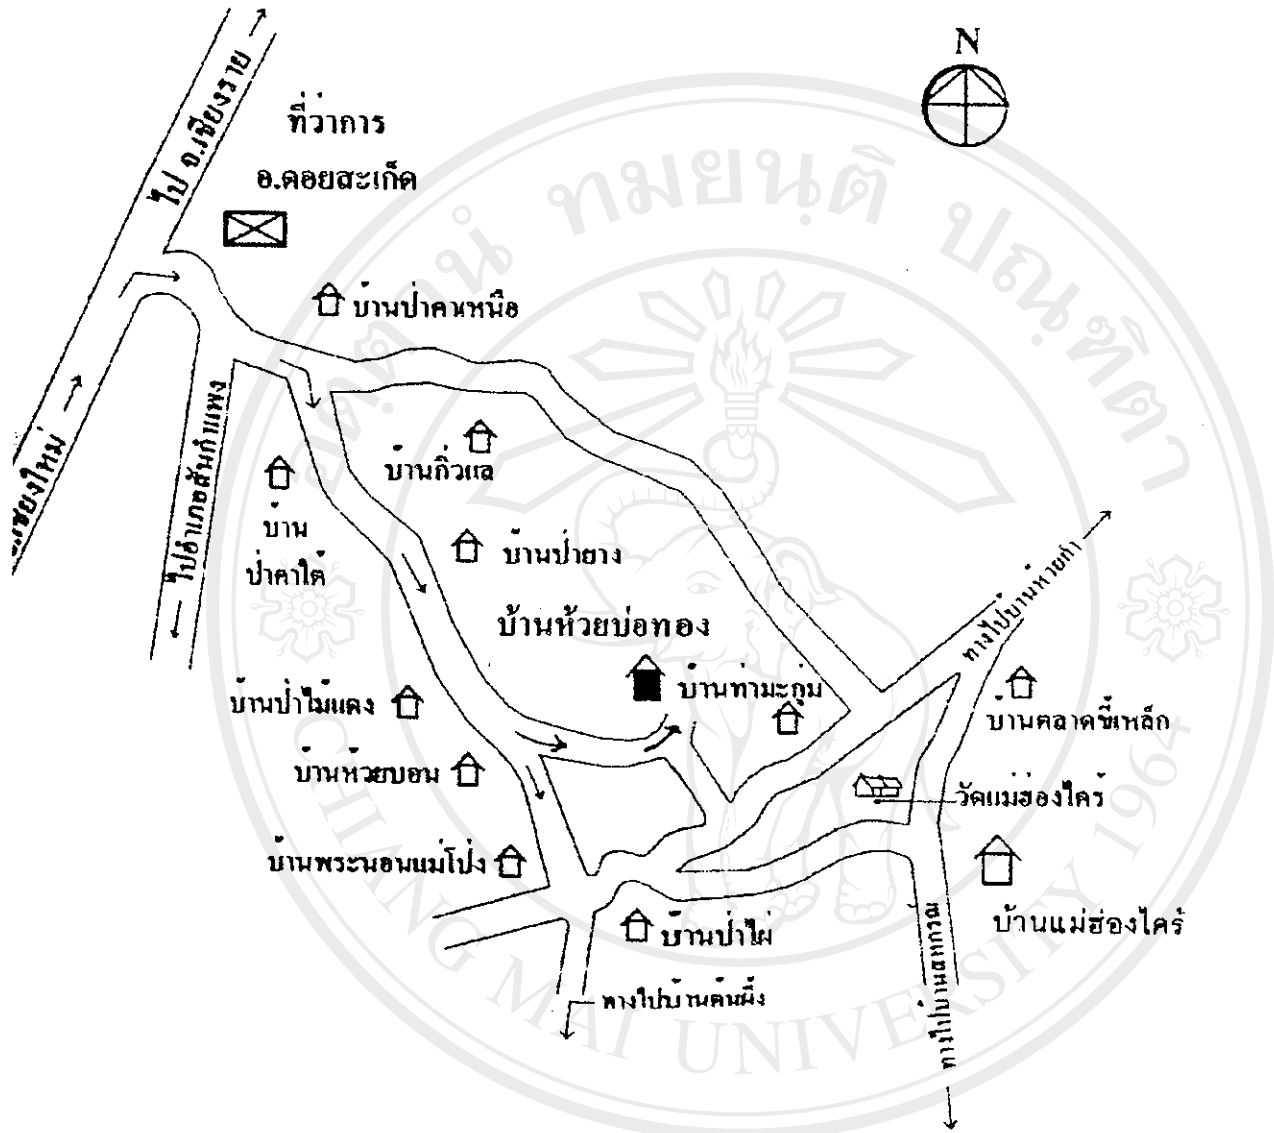 N
ไป จ.เชียงราย
ที่ว่าการ
อ.ดอยสะเก็ด
บ้านป่าคาเหนือ
จ.เชียงใหม่
ไปอำเภอสันกำแพง
บ้านกิ่วแล
บ้าน
ป่าคาใต้
บ้านป่ายาง
บ้านห้วยบ่อทอง
ทางไปบ้านห้วยแก้ว
บ้านป่าไม้แดง
บ้านท่ามะกุ่ม
บ้านตลาดขี้เหล็ก
บ้านห้วยบอน
วัดแม่ฮ่องไคร้
บ้านพระนอนแม่โป่ง
บ้านแม่ฮ่องไคร้
บ้านป่าไผ่
ทางไปบ้านต้นผึ้ง
ทางไปบ้านสหกรณ์
CHIANG MAI UNIVERSITY 1964